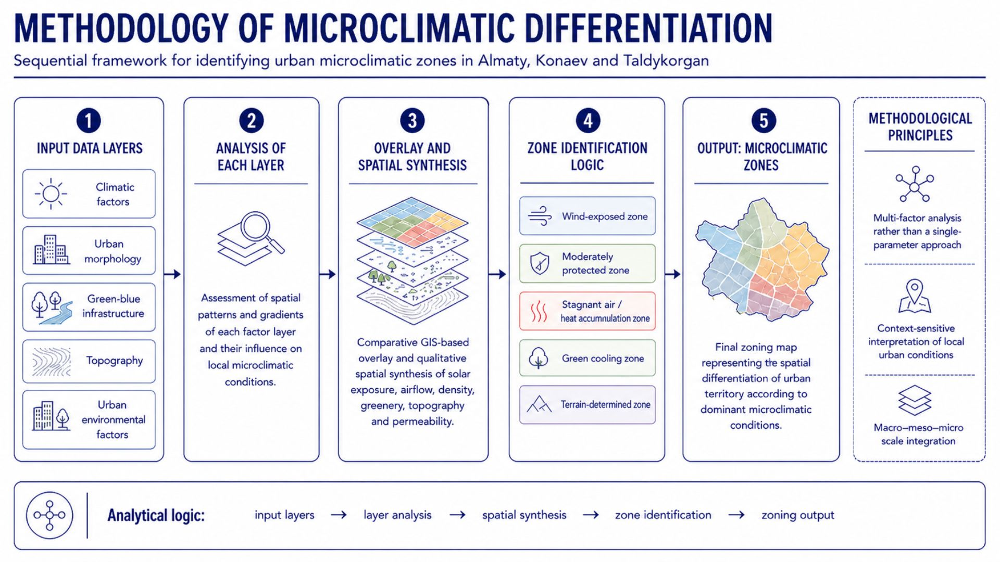 METHODOLOGY OF MICROCLIMATIC DIFFERENTIATION
Sequential framework for identifying urban microclimatic zones in Almaty, Konaev and Taldykorgan
1
INPUT DATA LAYERS
Climatic
factors
Urban
morphology
Green-blue
infrastructure
Topography
Urban
environmental
factors
2
ANALYSIS OF
EACH LAYER
Assessment of spatial
patterns and gradients
of each factor layer
and their influence on
local microclimatic
conditions.
3
OVERLAY AND
SPATIAL SYNTHESIS
Comparative GIS-based
overlay and qualitative
spatial synthesis of solar
exposure, airflow, density,
greenery, topography
and permeability.
4
ZONE IDENTIFICATION
LOGIC
Wind-exposed zone
Moderately
protected zone
Stagnant air /
heat accumnulation zone
Green cooling zone
Terrain-determined zone
5
OUTPUT: MICROCLIMATIC
ZONES
Final zoning map
representing the spatial
differentiation of urban
territory according to
dominant microclimatic
conditions.
METHODOLOGICAL
PRINCIPLES
Multi-factor analysis
rather than a single-
parameter approach
Context-sensitive
interpretation of local
urban conditions
Macro–meso–micro
scale integration
Analytical logic: input layers → layer analysis → spatial synthesis → zone identification → zoning output